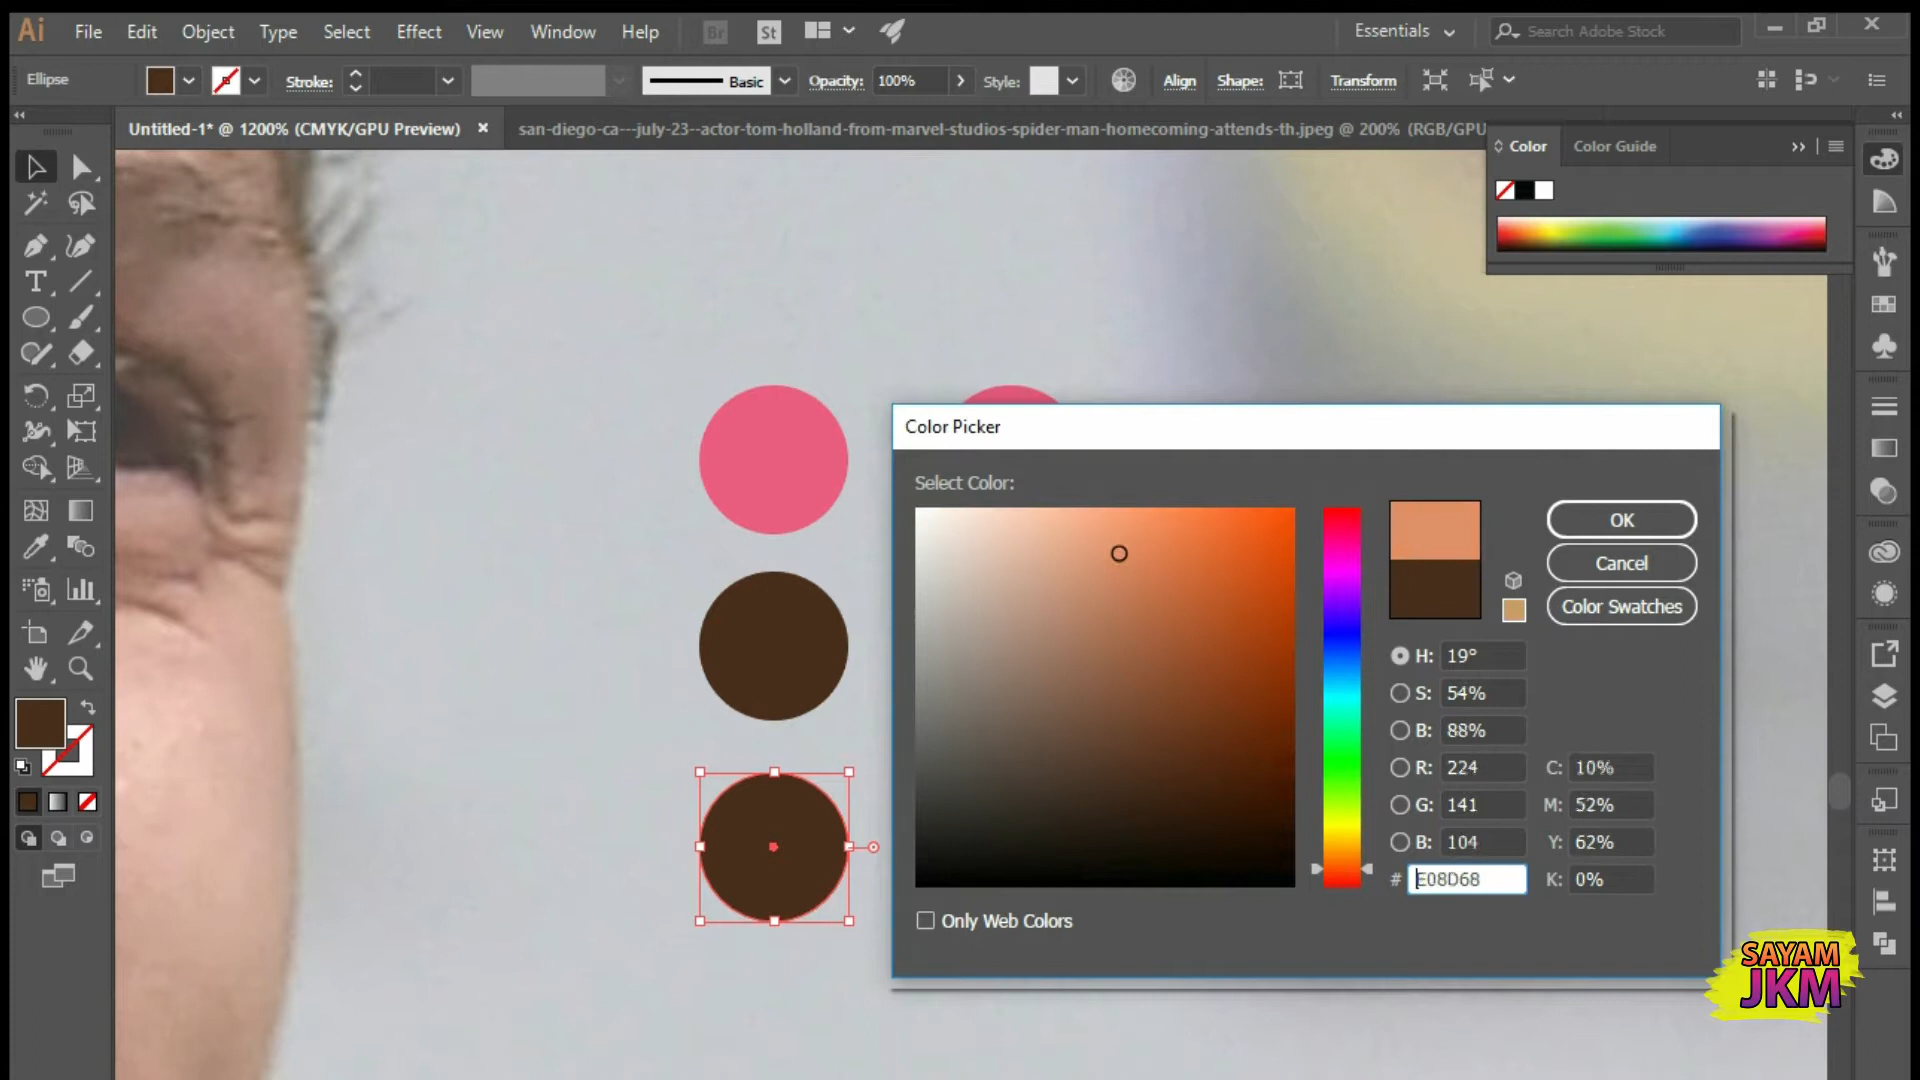 Ai File Edit Object Type Select Effect View Window Help Br St Essentials Search Adobe Stock
Ellipse Stroke: Basic Opacity: 100% Style: Align Shape: Transform
Untitled-1* @ 1200% (CMYK/GPU Preview) × san-diego-ca---july-23--actor-tom-holland-from-marvel-studios-spider-man-homecoming-attends-th.jpeg @ 200% (RGB/GPU
Color Color Guide
Color Picker
Select Color:
OK
Cancel
Color Swatches
H: 19°
S: 54%
B: 88%
R: 224 C: 10%
G: 141 M: 52%
B: 104 Y: 62%
# E08D68 K: 0%
Only Web Colors
SAYAM
JKM